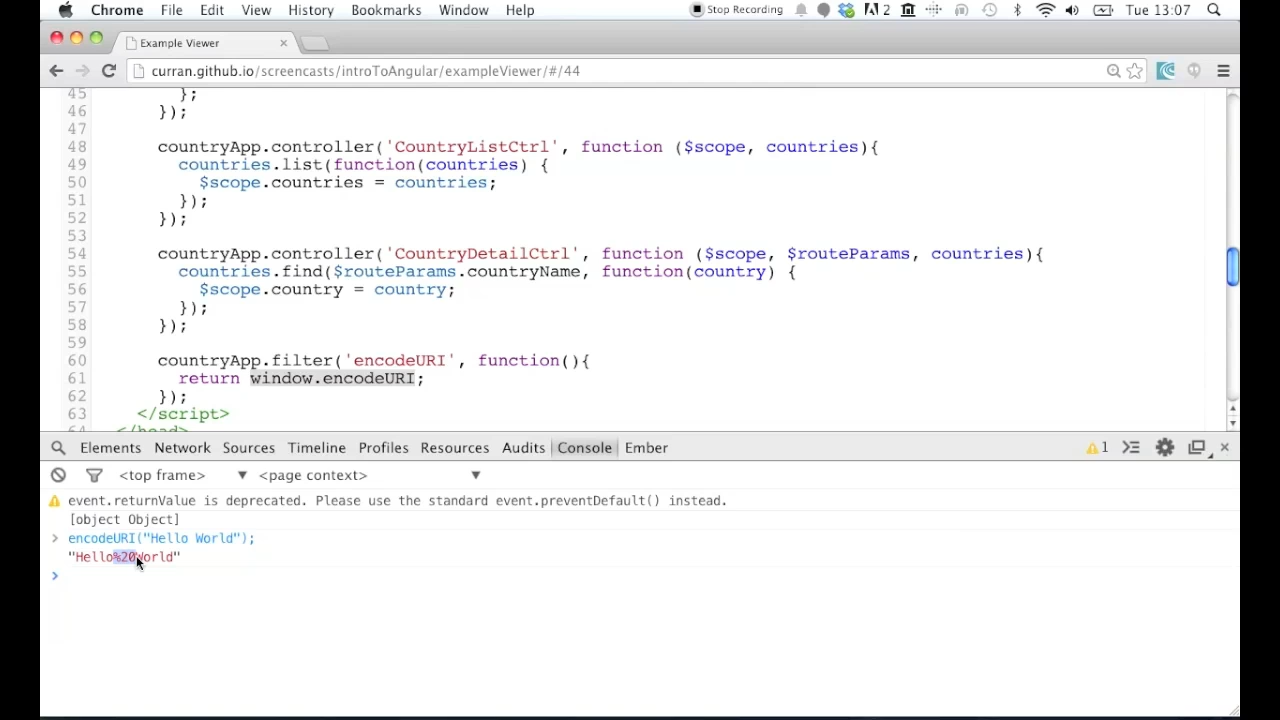 Chrome File Edit View History Bookmarks Window Help Stop Recording 2 Tue 13:07
Example Viewer
curran.github.io/screencasts/introToAngular/exampleViewer/#/44
45 };
46 });
47
48 countryApp.controller('CountryListCtrl', function ($scope, countries){
49 countries.list(function(countries) {
50 $scope.countries = countries;
51 });
52 });
53
54 countryApp.controller('CountryDetailCtrl', function ($scope, $routeParams, countries){
55 countries.find($routeParams.countryName, function(country) {
56 $scope.country = country;
57 });
58 });
59
60 countryApp.filter('encodeURI', function(){
61 return window.encodeURI;
62 });
63 </script>
64 </head>
Elements Network Sources Timeline Profiles Resources Audits Console Ember 1
<top frame> <page context>
event.returnValue is deprecated. Please use the standard event.preventDefault() instead.
[object Object]
> encodeURI("Hello World");
"Hello%20World"
>